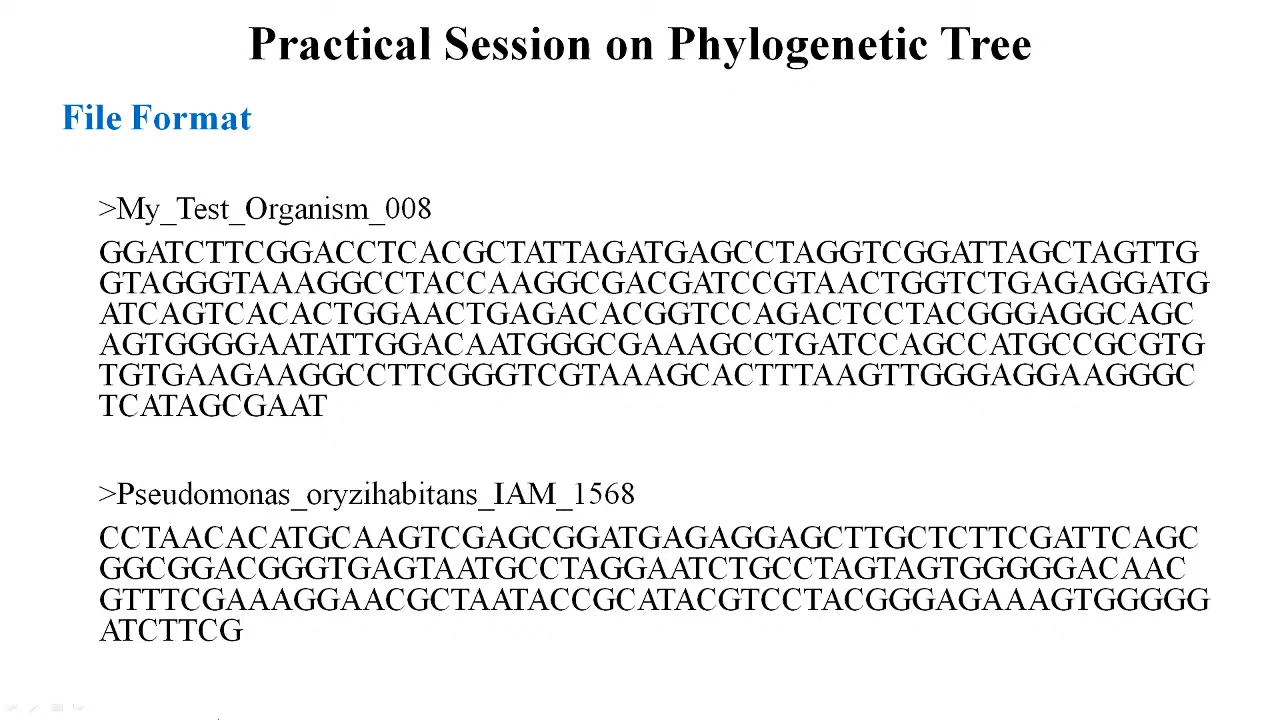 Practical Session on Phylogenetic Tree
File Format
>My_Test_Organism_008
GGATCTTCGGACCTCACGCTATTAGATGAGCCTAGGTCGGATTAGCTAGTTG
GTAGGGTAAAGGCCTACCAAGGCGACGATCCGTAACTGGTCTGAGAGGATG
ATCAGTCACACTGGAACTGAGACACGGTCCAGACTCCTACGGGAGGCAGC
AGTGGGGAATATTGGACAATGGGCGAAAGCCTGATCCAGCCATGCCGCGTG
TGTGAAGAAGGCCTTCGGGTCGTAAAGCACTTTAAGTTGGGAGGAAGGGC
TCATAGCGAAT
>Pseudomonas_oryzihabitans_IAM_1568
CCTAACACATGCAAGTCGAGCGGATGAGAGGAGCTTGCTCTTCGATTCAGC
GGCGGACGGGTGAGTAATGCCTAGGAATCTGCCTAGTAGTGGGGGACAAC
GTTTCGAAAGGAACGCTAATACCGCATACGTCCTACGGGAGAAAGTGGGGG
ATCTTCG